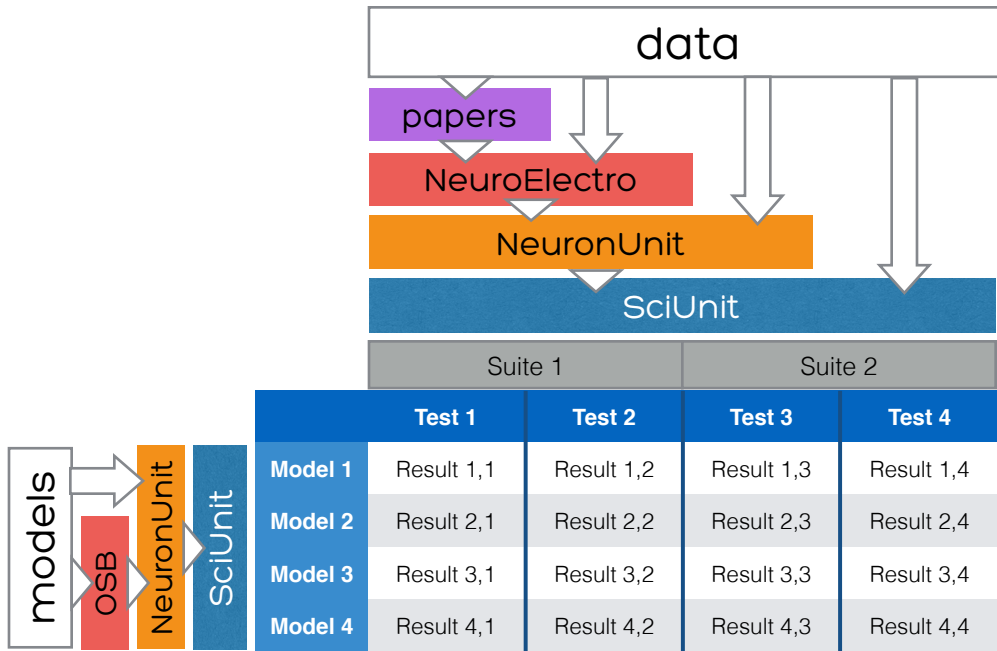 data
papers
NeuroElectro
NeuronUnit
SciUnit
Suite 1 Suite 2
Test 1 Test 2 Test 3 Test 4
Model 1 Result 1,1 Result 1,2 Result 1,3 Result 1,4
Model 2 Result 2,1 Result 2,2 Result 2,3 Result 2,4
Model 3 Result 3,1 Result 3,2 Result 3,3 Result 3,4
Model 4 Result 4,1 Result 4,2 Result 4,3 Result 4,4
models
OSB
NeuronUnit
SciUnit